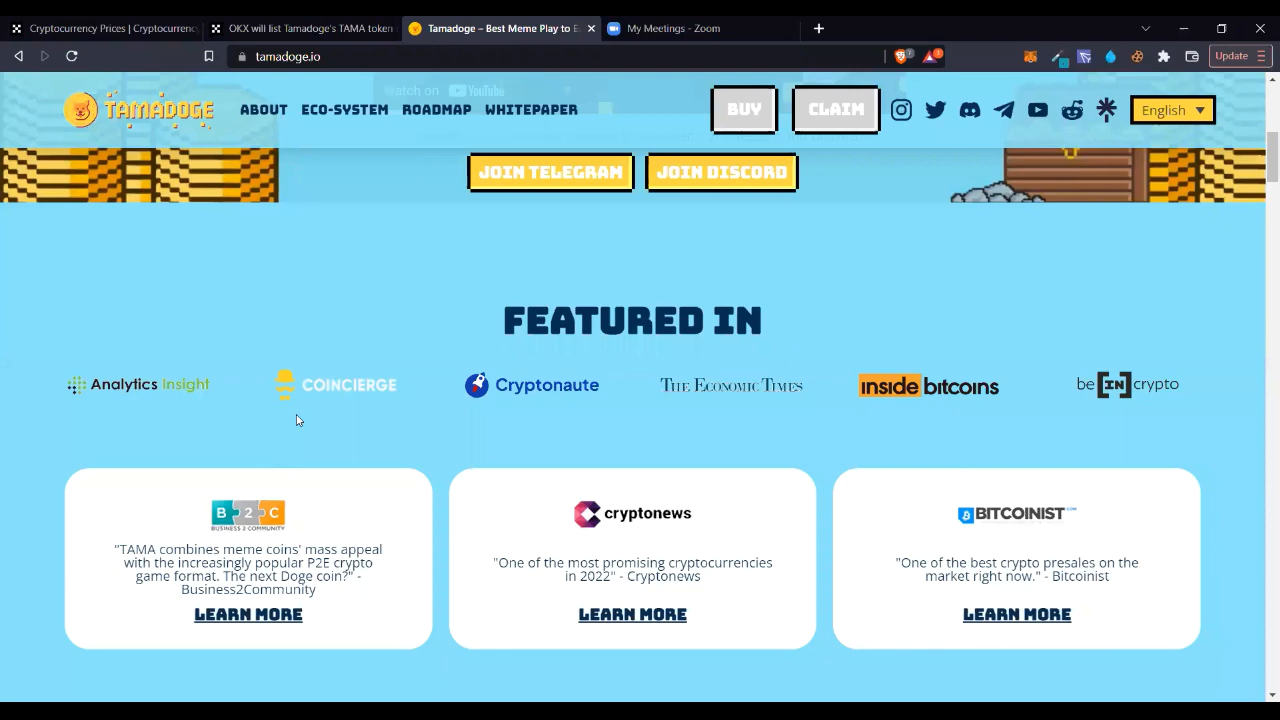 Cryptocurrency Prices | Cryptocurrenc
OKX will list Tamadoge's TAMA token
Tamadoge – Best Meme Play to E
My Meetings - Zoom
tamadoge.io
7
Update
Watch on YouTube
TAMADOGE
ABOUT
ECO-SYSTEM
ROADMAP
WHITEPAPER
BUY
CLAIM
English
JOIN TELEGRAM
JOIN DISCORD
FEATURED IN
Analytics Insight
COINCIERGE
Cryptonaute
THE ECONOMIC TIMES
inside bitcoins
be[IN]crypto
B 2 C
BUSINESS 2 COMMUNITY
"TAMA combines meme coins' mass appeal
with the increasingly popular P2E crypto
game format. The next Doge coin?" -
Business2Community
LEARN MORE
cryptonews
"One of the most promising cryptocurrencies
in 2022" - Cryptonews
LEARN MORE
BITCOINIST.COM
"One of the best crypto presales on the
market right now." - Bitcoinist
LEARN MORE